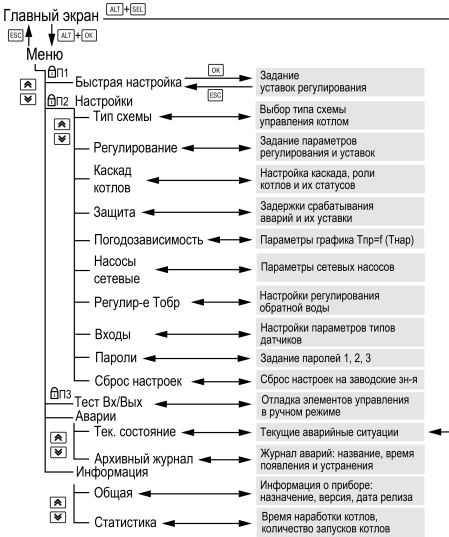 Главный экран ALT + SEL
ESC ALT + OK
Меню
П1
Быстрая настройка
OK
ESC
Задание
уставок регулирования
П2 Настройки
Тип схемы
Выбор типа схемы
управления котлом
Регулирование
Задание параметров
регулирования и уставок
Каскад
котлов
Настройка каскада, роли
котлов и их статусов
Защита
Задержки срабатывания
аварий и их уставки
Погодозависимость
Параметры графика Тпр=f (Тнар)
Насосы
сетевые
Параметры сетевых насосов
Регулир-е Тобр
Настройки регулирования
обратной воды
Входы
Настройки параметров типов
датчиков
Пароли
Задание паролей 1, 2, 3
Сброс настроек
Сброс настроек на заводские зн-я
П3
Тест Вх/Вых
Отладка элементов управления
в ручном режиме
Аварии
Тек. состояние
Текущие аварийные ситуации
Архивный журнал
Журнал аварий: название, время
появления и устранения
Информация
Общая
Информация о приборе:
назначение, версия, дата релиза
Статистика
Время наработки котлов,
количество запусков котлов